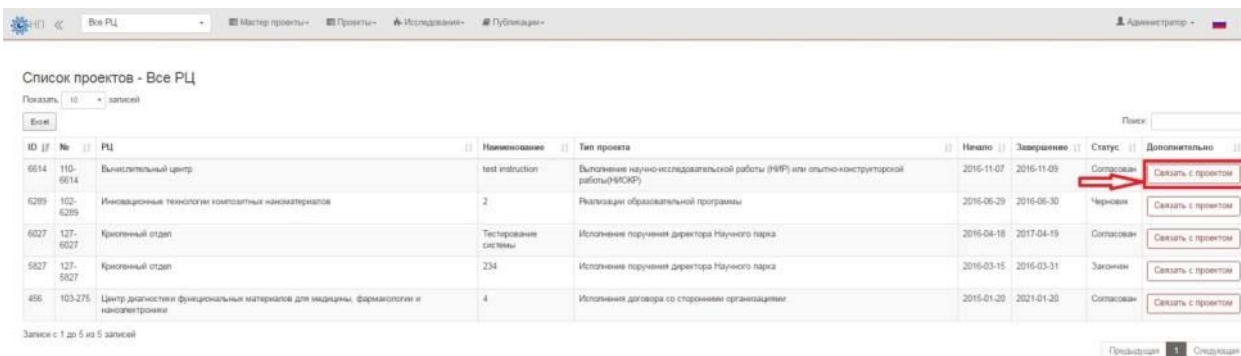 НП « Все РЦ Мастер проекты Проекты Исследования Публикации Администратор
Список проектов - Все РЦ
Показать 10 записей
Excel Поиск:
ID № РЦ Наименование Тип проекта Начало Завершение Статус Дополнительно
6614 110- Вычислительный центр test instruction Выполнение научно-исследовательской работы (НИР) или опытно-конструкторской 2016-11-07 2016-11-09 Согласован Связать с проектом
6614 работы(НИОКР)
6289 102- Инновационные технологии композитных наноматериалов 2 Реализации образовательной программы 2016-06-29 2016-06-30 Черновик Связать с проектом
6289
6027 127- Криогенный отдел Тестирование Исполнение поручения директора Научного парка 2016-04-18 2017-04-19 Согласован Связать с проектом
6027 системы
5827 127- Криогенный отдел 234 Исполнение поручения директора Научного парка 2016-03-15 2016-03-31 Закончен Связать с проектом
5827
456 103-275 Центр диагностики функциональных материалов для медицины, фармакологии и 4 Исполнения договора со сторонними организациями 2015-01-20 2021-01-20 Согласован Связать с проектом
наноэлектроники
Записи с 1 до 5 из 5 записей
Предыдущая 1 Следующая